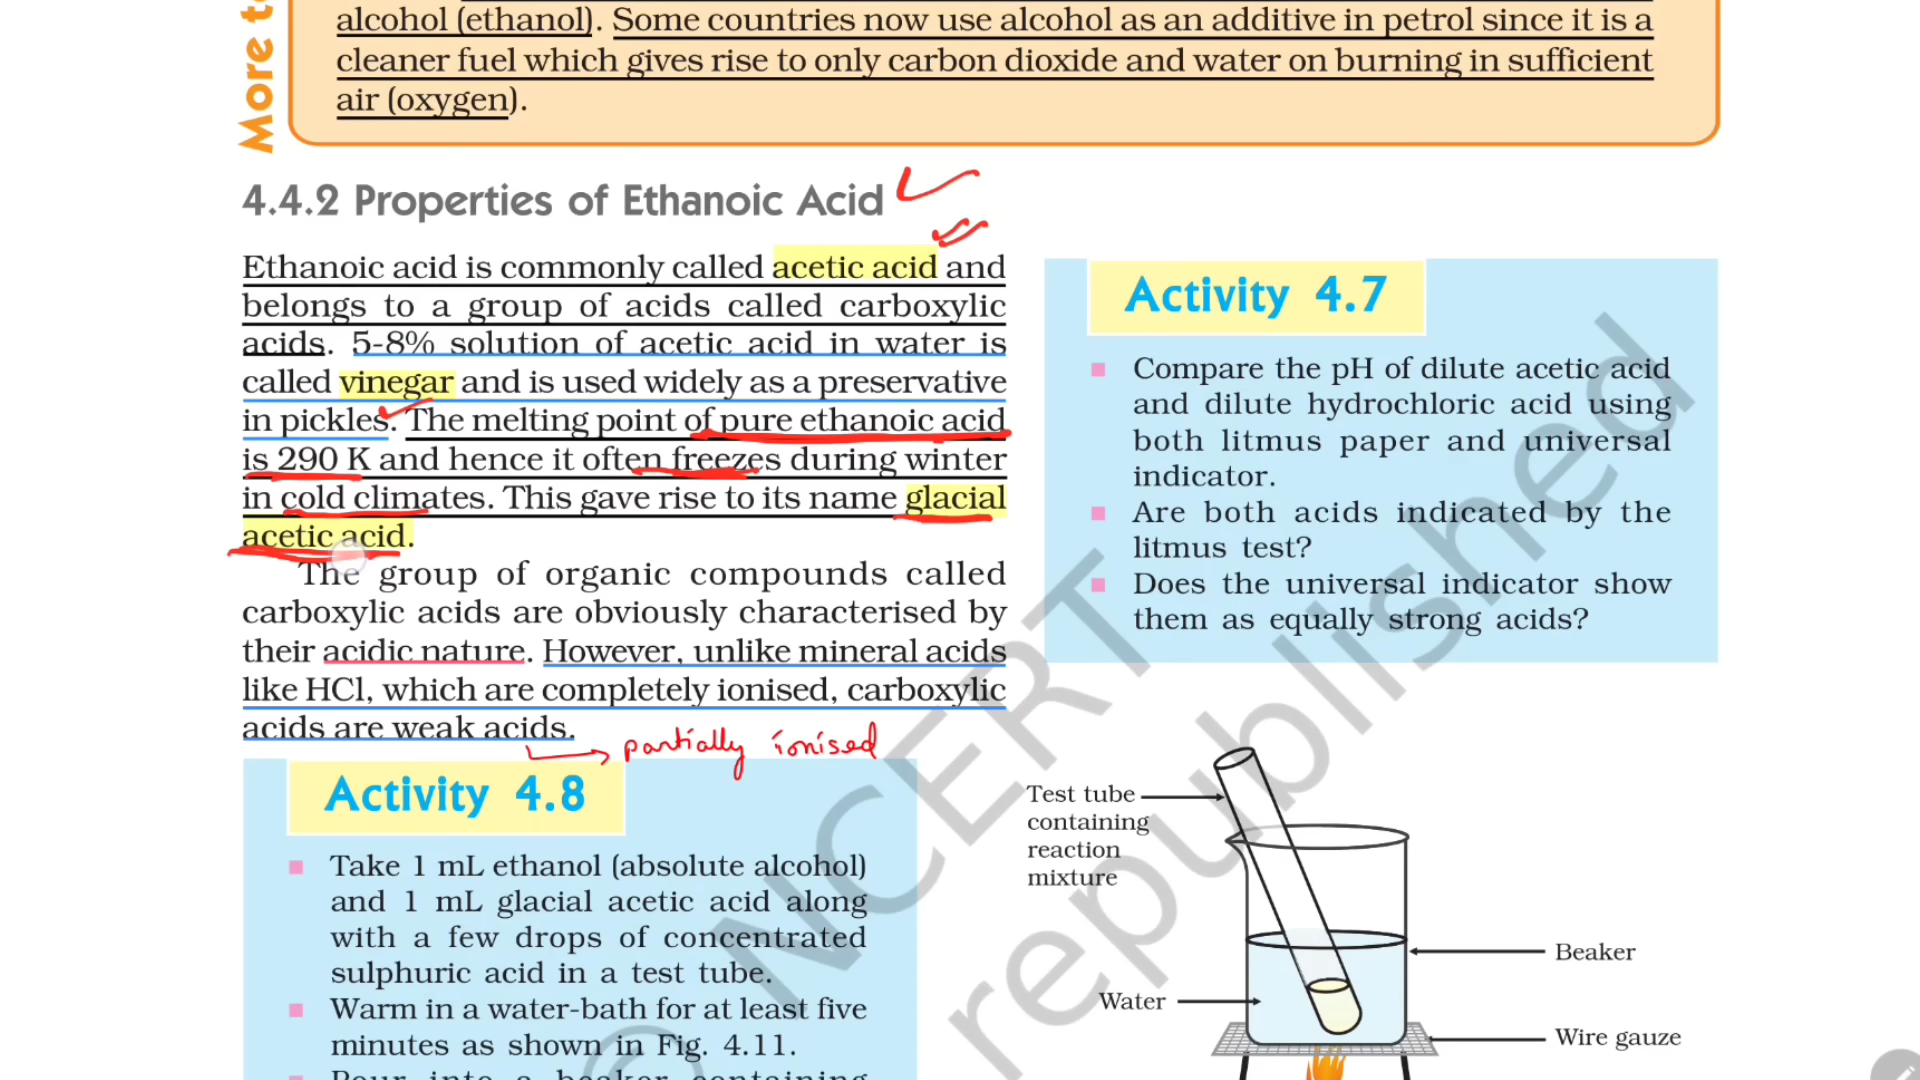 More to
alcohol (ethanol). Some countries now use alcohol as an additive in petrol since it is a
cleaner fuel which gives rise to only carbon dioxide and water on burning in sufficient
air (oxygen).
4.4.2 Properties of Ethanoic Acid
Ethanoic acid is commonly called acetic acid and
belongs to a group of acids called carboxylic
acids. 5-8% solution of acetic acid in water is
called vinegar and is used widely as a preservative
in pickles. The melting point of pure ethanoic acid
is 290 K and hence it often freezes during winter
in cold climates. This gave rise to its name glacial
acetic acid.
The group of organic compounds called
carboxylic acids are obviously characterised by
their acidic nature. However, unlike mineral acids
like HCl, which are completely ionised, carboxylic
acids are weak acids.
partially ionised
Activity 4.7
Compare the pH of dilute acetic acid
and dilute hydrochloric acid using
both litmus paper and universal
indicator.
Are both acids indicated by the
litmus test?
Does the universal indicator show
them as equally strong acids?
Activity 4.8
Take 1 mL ethanol (absolute alcohol)
and 1 mL glacial acetic acid along
with a few drops of concentrated
sulphuric acid in a test tube.
Warm in a water-bath for at least five
minutes as shown in Fig. 4.11.
Pour into a beaker containing
Test tube
containing
reaction
mixture
Beaker
Water
Wire gauze
© NCERT
republished